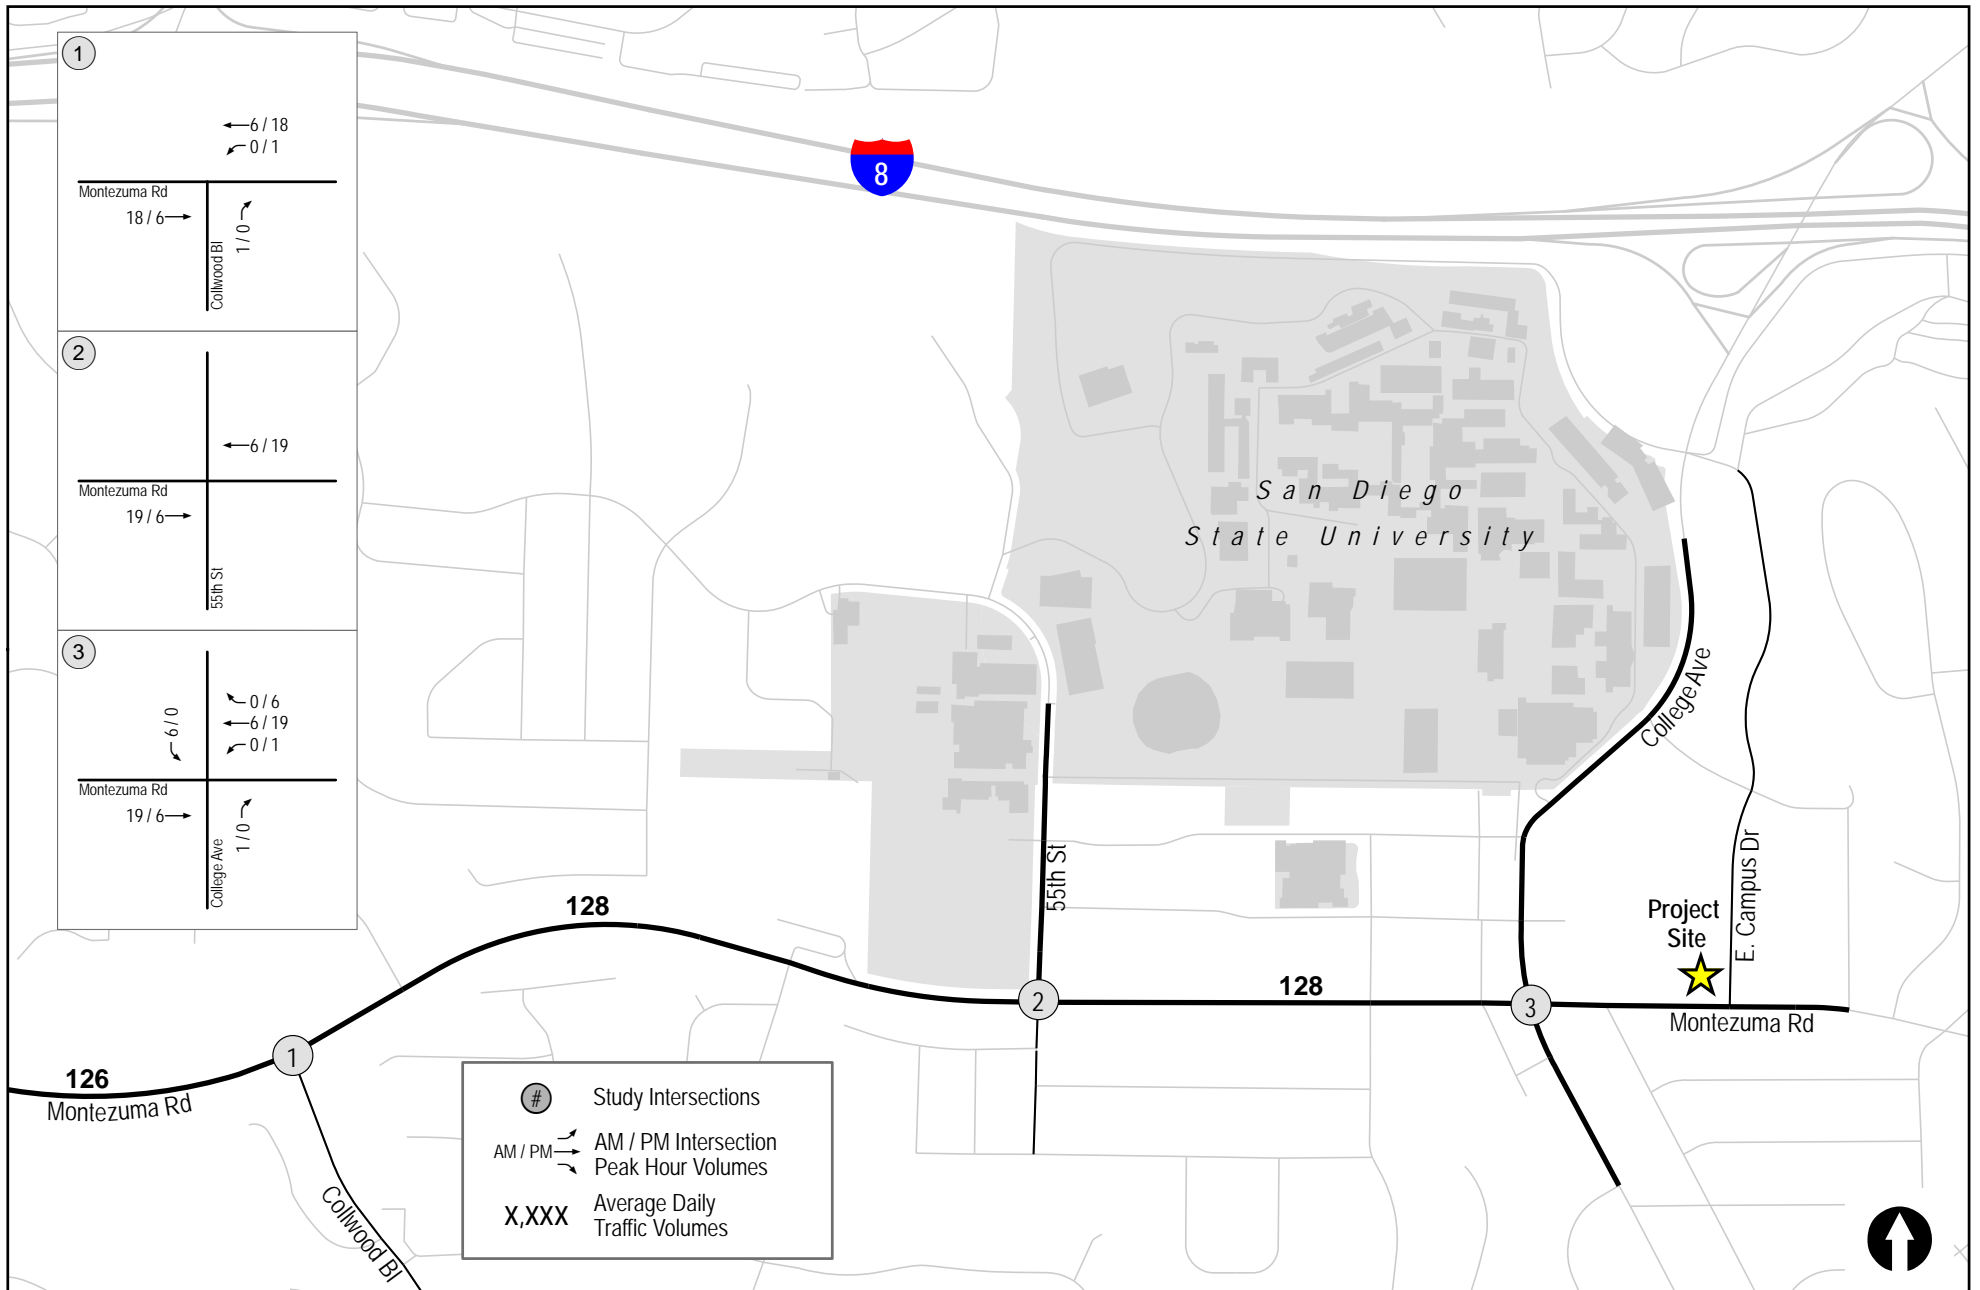 1
6 / 18
0 / 1
Montezuma Rd
18 / 6
1 / 0
Collwood Bl
2
6 / 19
Montezuma Rd
19 / 6
55th St
3
6 / 0
0 / 6
6 / 19
0 / 1
Montezuma Rd
19 / 6
1 / 0
College Ave
8
San Diego
State University
College Ave
55th St
E. Campus Dr
Project
Site
128
128
126
1
2
3
Montezuma Rd
Montezuma Rd
Collwood Bl
# Study Intersections
AM / PM AM / PM Intersection
Peak Hour Volumes
X,XXX Average Daily
Traffic Volumes